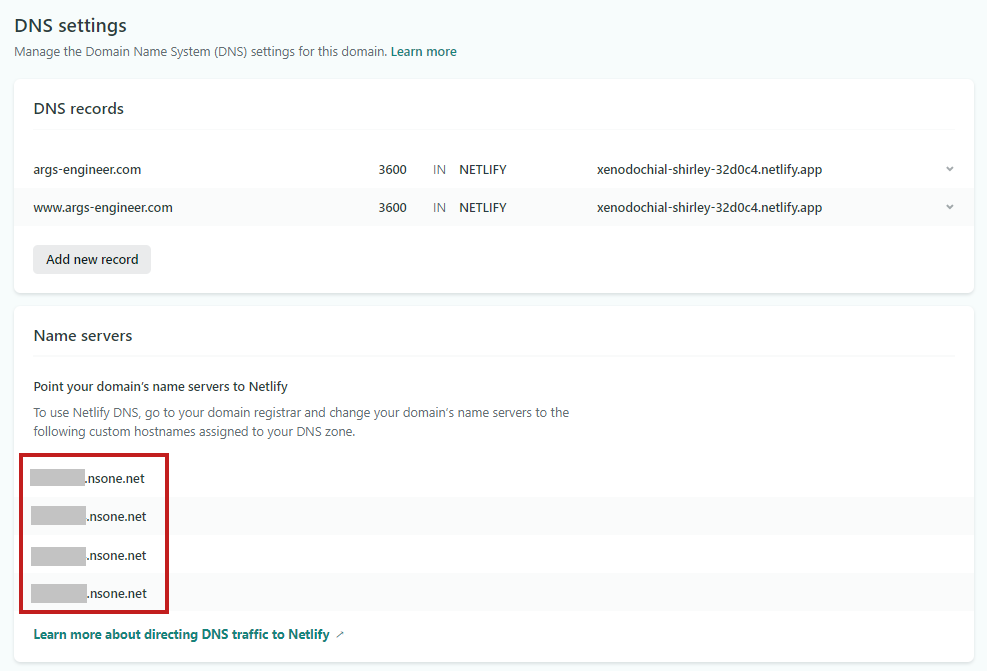 DNS settings
Manage the Domain Name System (DNS) settings for this domain. Learn more
DNS records
args-engineer.com 3600 IN NETLIFY xenodochial-shirley-32d0c4.netlify.app
www.args-engineer.com 3600 IN NETLIFY xenodochial-shirley-32d0c4.netlify.app
Add new record
Name servers
Point your domain’s name servers to Netlify
To use Netlify DNS, go to your domain registrar and change your domain’s name servers to the
following custom hostnames assigned to your DNS zone.
.nsone.net
.nsone.net
.nsone.net
.nsone.net
Learn more about directing DNS traffic to Netlify ↗